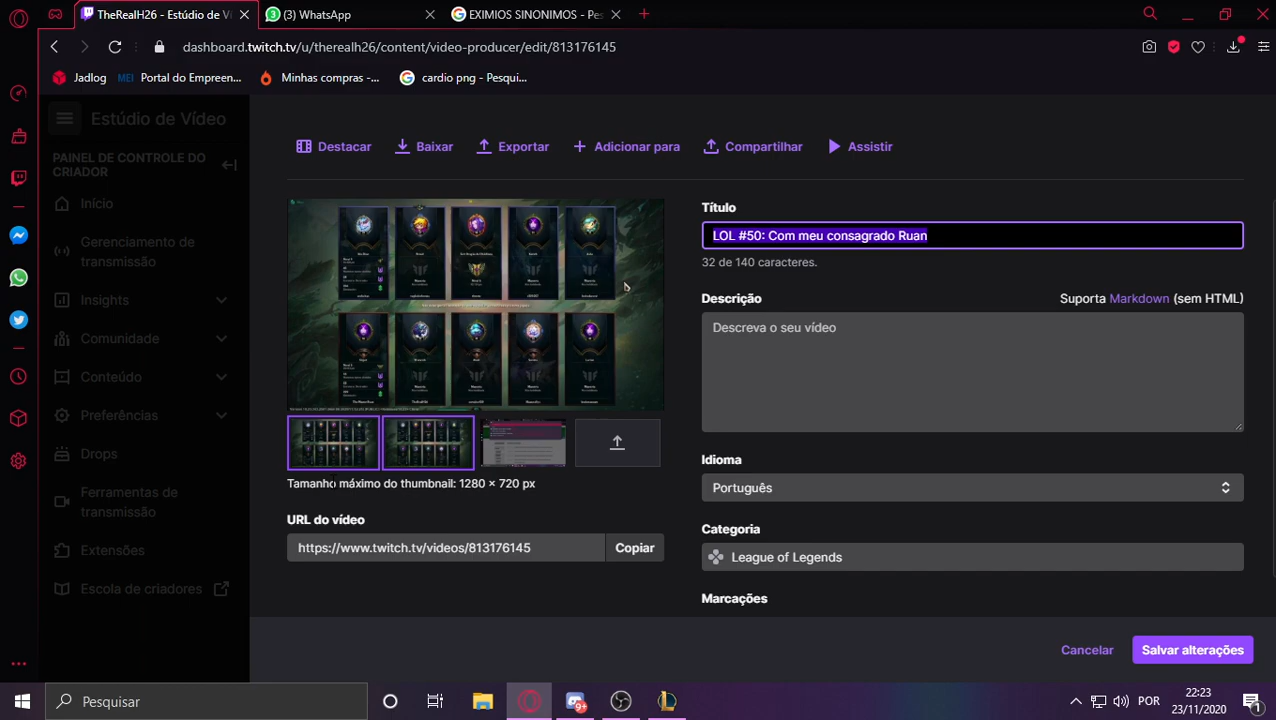 TheRealH26 - Estúdio de Ví
(3) WhatsApp
EXIMIOS SINONIMOS - Pes
dashboard.twitch.tv/u/therealh26/content/video-producer/edit/813176145
Jadlog
MEI Portal do Empreen...
Minhas compras -...
cardio png - Pesqui...
Estúdio de Vídeo
PAINEL DE CONTROLE DO
CRIADOR
Início
Gerenciamento de
transmissão
Insights
Comunidade
Conteúdo
Preferências
Drops
Ferramentas de
transmissão
Extensões
Escola de criadores
Destacar
Baixar
Exportar
Adicionar para
Compartilhar
Assistir
Tamanho máximo do thumbnail: 1280 × 720 px
URL do vídeo
https://www.twitch.tv/videos/813176145
Copiar
Título
LOL #50: Com meu consagrado Ruan
32 de 140 caracteres.
Descrição
Suporta Markdown (sem HTML)
Descreva o seu vídeo
Idioma
Português
Categoria
League of Legends
Marcações
Cancelar
Salvar alterações
Pesquisar
9+
POR
22:23
23/11/2020
1